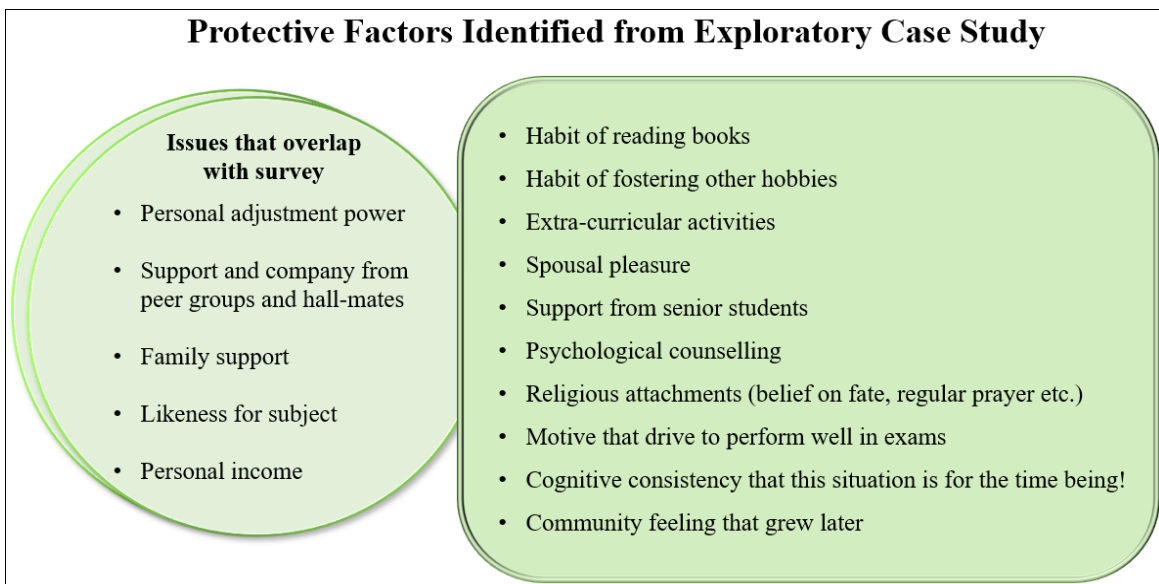 Protective Factors Identified from Exploratory Case Study
Issues that overlap
with survey
• Personal adjustment power
• Support and company from
peer groups and hall-mates
• Family support
• Likeness for subject
• Personal income
• Habit of reading books
• Habit of fostering other hobbies
• Extra-curricular activities
• Spousal pleasure
• Support from senior students
• Psychological counselling
• Religious attachments (belief on fate, regular prayer etc.)
• Motive that drive to perform well in exams
• Cognitive consistency that this situation is for the time being!
• Community feeling that grew later